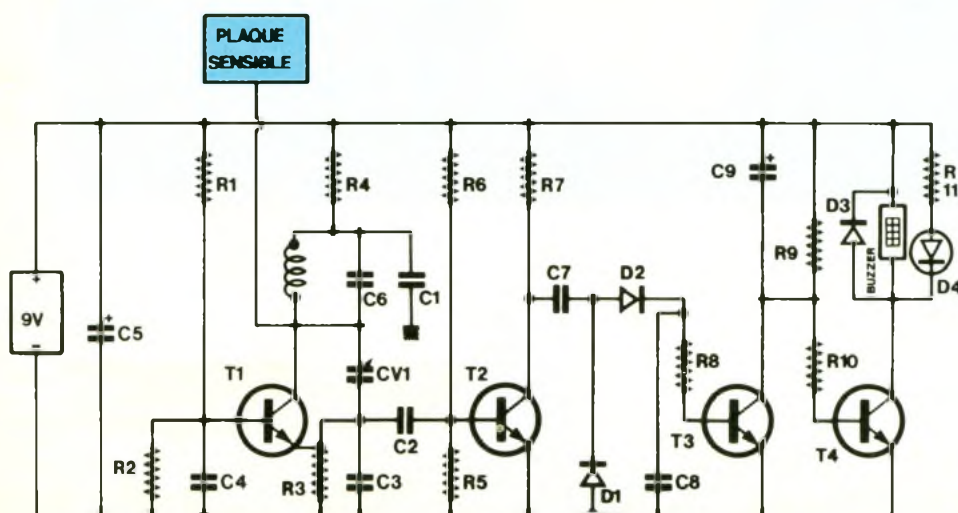 PLAQUE
SENSIBLE
R1
R4
R6
R7
C9
+
R
11
D3
BUZZER
D4
R9
+
9V
-
C5
+
C6
C1
C7
D2
T1
CV1
T2
R8
R10
R2
C4
R3
C2
C3
R5
D1
C8
T3
T4